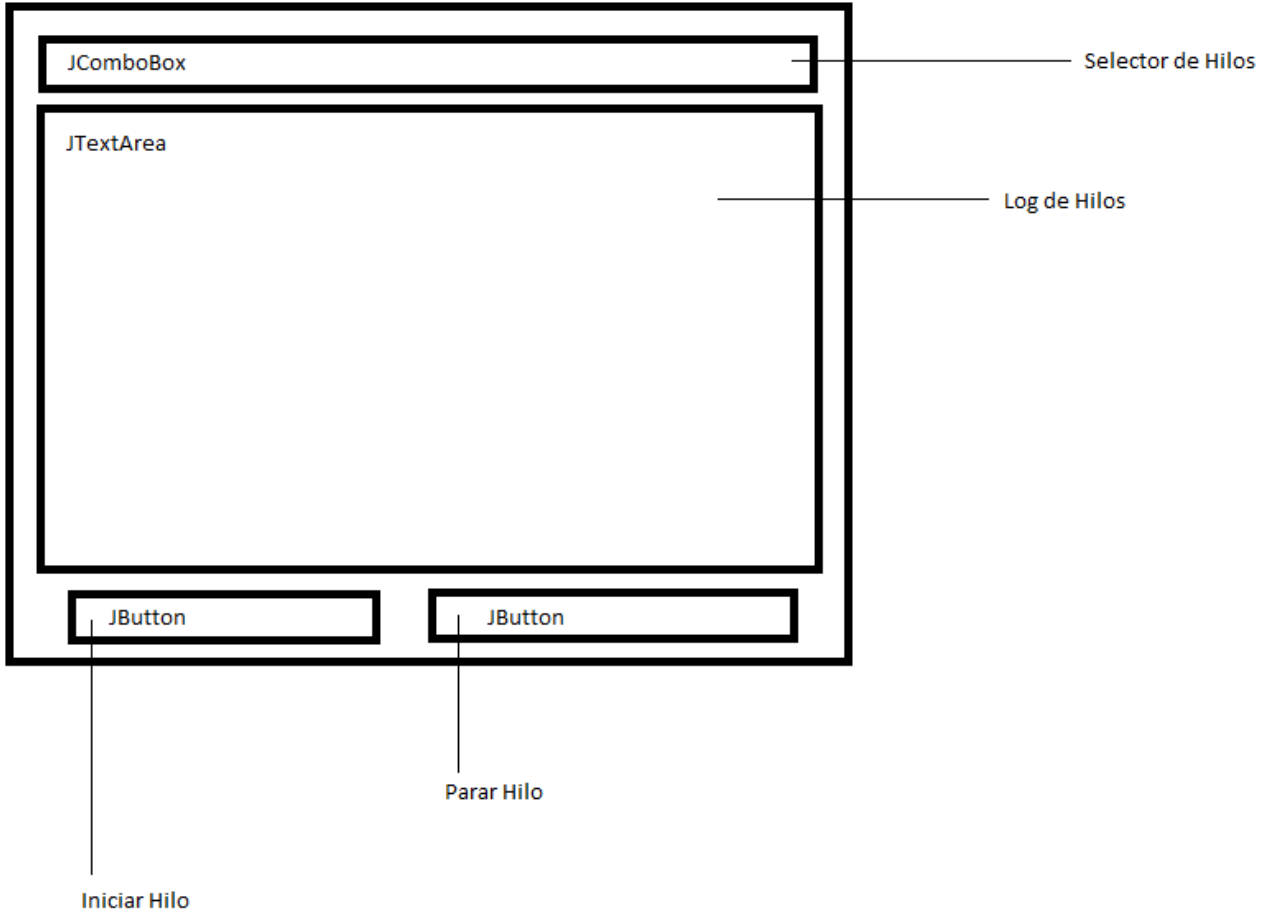 JComboBox
Selector de Hilos
JTextArea
Log de Hilos
JButton
JButton
Parar Hilo
Iniciar Hilo